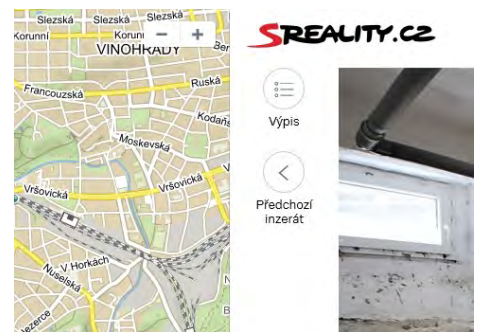 Slezská Slezská Slezská
Korunní Korunní
− +
VINOHRADY
Ruská
Francouzská
Kodaňs
Moskevská
Vršovická Vršovická
V Horkách
Nuselská
SREALITY.CZ
Výpis
Předchozí
inzerát